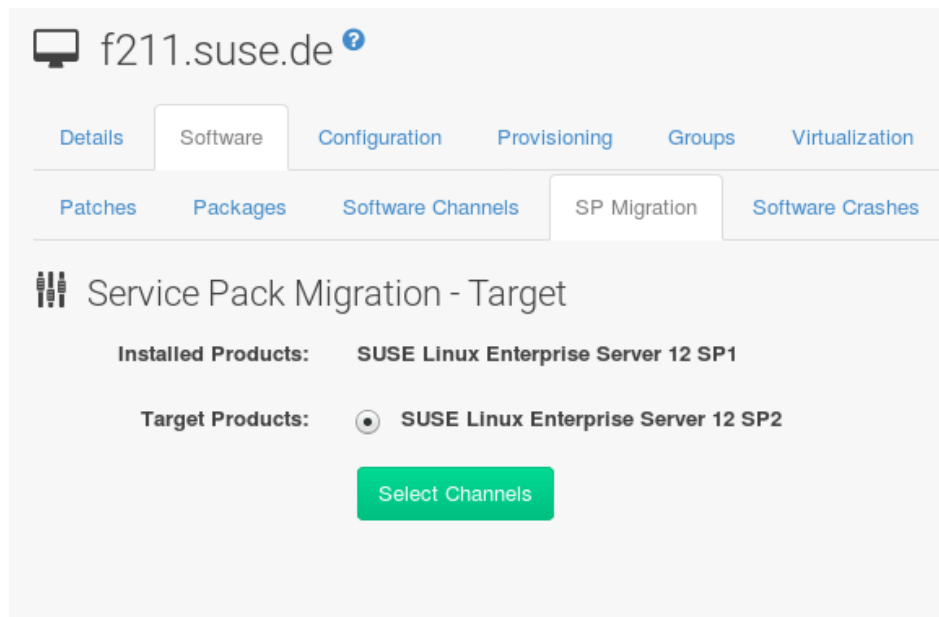 f211.suse.de ?
Details Software Configuration Provisioning Groups Virtualization
Patches Packages Software Channels SP Migration Software Crashes
Service Pack Migration - Target
Installed Products: SUSE Linux Enterprise Server 12 SP1
Target Products: SUSE Linux Enterprise Server 12 SP2
Select Channels